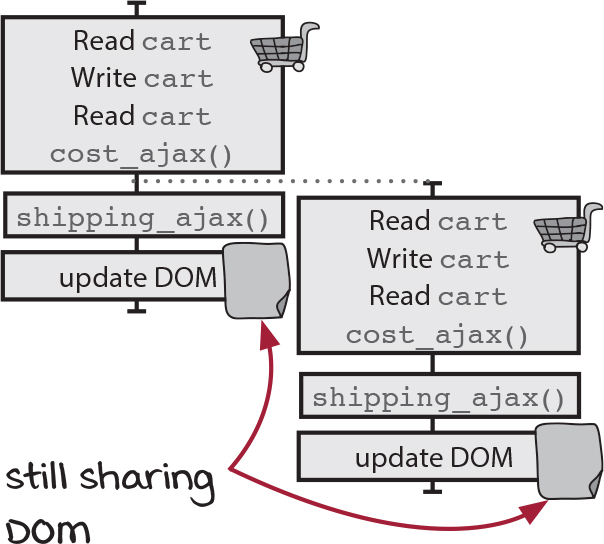 Read cart
Write cart
Read cart
cost_ajax()
shipping_ajax()
update DOM
Read cart
Write cart
Read cart
cost_ajax()
shipping_ajax()
update DOM
still sharing
DOM